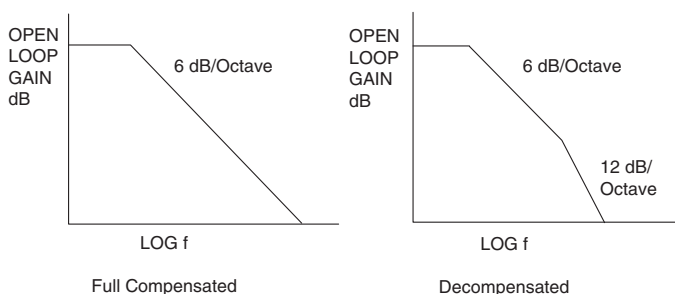 OPEN
LOOP
GAIN
dB
6 dB/Octave
LOG f
Full Compensated
OPEN
LOOP
GAIN
dB
6 dB/Octave
12 dB/
Octave
LOG f
Decompensated